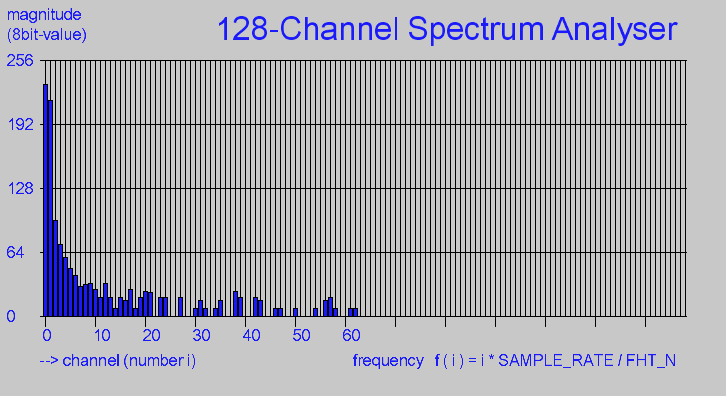 magnitude
(8bit-value)
128-Channel Spectrum Analyser
256
192
128
64
0
0 10 20 30 40 50 60
--> channel (number i)
frequency f ( i ) = i * SAMPLE_RATE / FHT_N